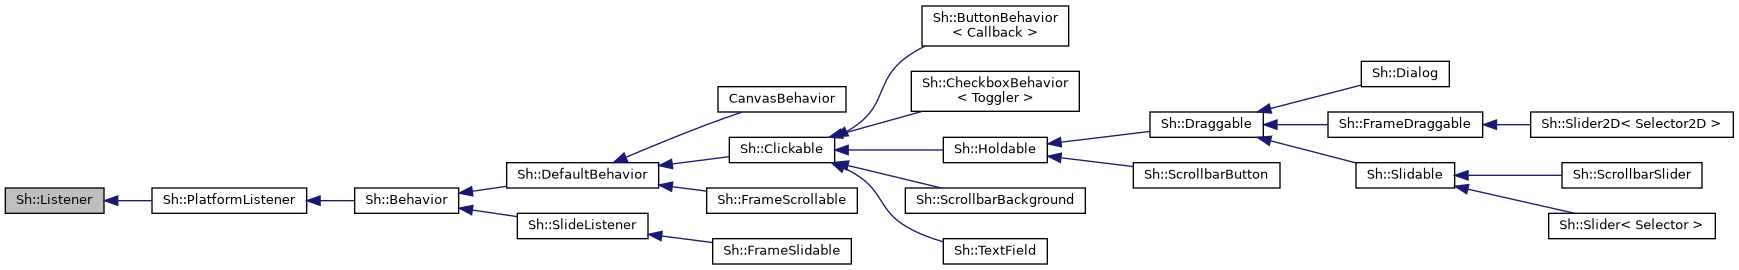 Sh::Listener
Sh::PlatformListener
Sh::Behavior
Sh::DefaultBehavior
Sh::SlideListener
CanvasBehavior
Sh::Clickable
Sh::FrameScrollable
Sh::FrameSlidable
Sh::ButtonBehavior
< Callback >
Sh::CheckboxBehavior
< Toggler >
Sh::Holdable
Sh::ScrollbarBackground
Sh::TextField
Sh::Draggable
Sh::ScrollbarButton
Sh::Dialog
Sh::FrameDraggable
Sh::Slidable
Sh::Slider2D< Selector2D >
Sh::ScrollbarSlider
Sh::Slider< Selector >